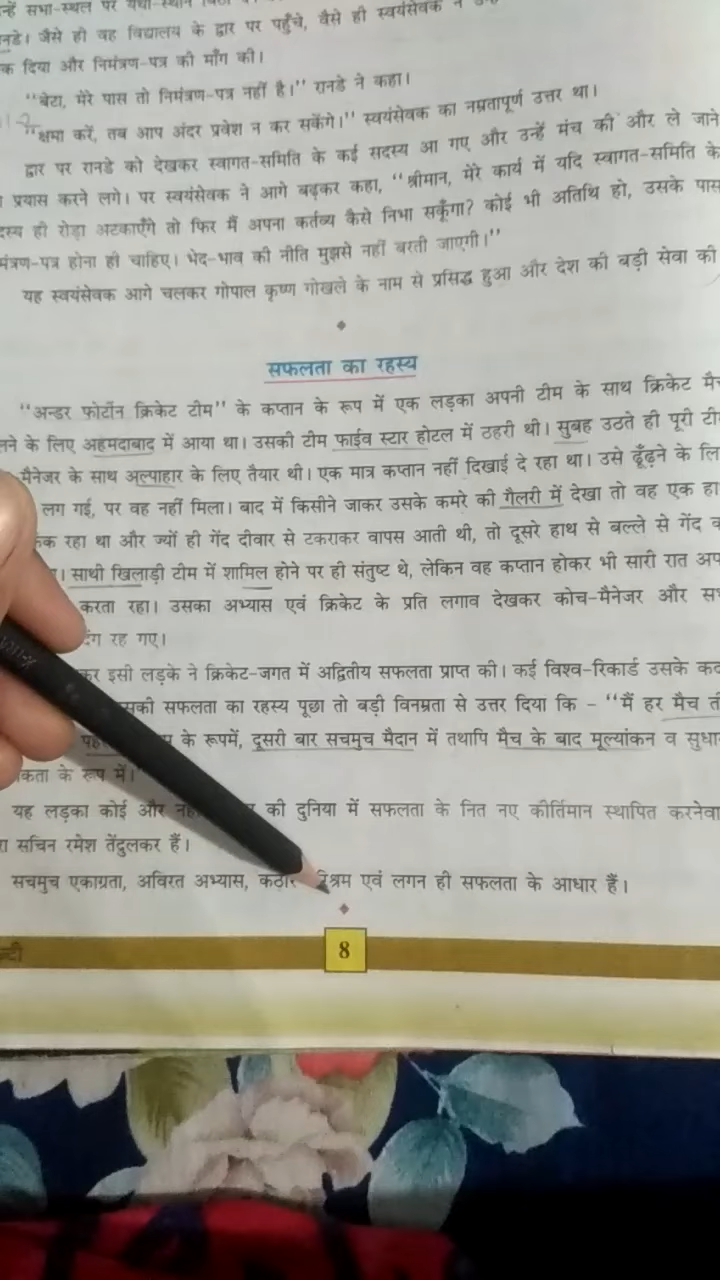 सभा-स्थल पर यथा-स्थान
जैसे ही वह विद्यालय के द्वार पर पहुँचे, वैसे ही स्वयंसेवक ने
क दिया और निमंत्रण-पत्र की माँग की।
"बेटा, मेरे पास तो निमंत्रण-पत्र नहीं है।" रानडे ने कहा।
"क्षमा करें, तब आप अंदर प्रवेश न कर सकेंगे।" स्वयंसेवक का नम्रतापूर्ण उत्तर था।
द्वार पर रानडे को देखकर स्वागत-समिति के कई सदस्य आ गए और उन्हें मंच की और ले जाने
प्रयास करने लगे। पर स्वयंसेवक ने आगे बढ़कर कहा, "श्रीमान, मेरे कार्य में यदि स्वागत-समिति के
दस्य ही रोड़ा अटकाएँगे तो फिर मैं अपना कर्तव्य कैसे निभा सकूँगा? कोई भी अतिथि हो, उसके पास
मंत्रण-पत्र होना ही चाहिए। भेद-भाव की नीति मुझसे नहीं बरती जाएगी।"
यह स्वयंसेवक आगे चलकर गोपाल कृष्ण गोखले के नाम से प्रसिद्ध हुआ और देश की बड़ी सेवा की
सफलता का रहस्य
"अन्डर फोर्टीन क्रिकेट टीम" के कप्तान के रूप में एक लड़का अपनी टीम के साथ क्रिकेट मैच
लने के लिए अहमदाबाद में आया था। उसकी टीम फाईव स्टार होटल में ठहरी थी। सुबह उठते ही पूरी टी
मैनेजर के साथ अल्पाहार के लिए तैयार थी। एक मात्र कप्तान नहीं दिखाई दे रहा था। उसे ढूँढ़ने के लि
लग गई, पर वह नहीं मिला। बाद में किसीने जाकर उसके कमरे की गैलरी में देखा तो वह एक हा
क रहा था और ज्यों ही गेंद दीवार से टकराकर वापस आती थी, तो दूसरे हाथ से बल्ले से गेंद क
। साथी खिलाड़ी टीम में शामिल होने पर ही संतुष्ट थे, लेकिन वह कप्तान होकर भी सारी रात अप
करता रहा। उसका अभ्यास एवं क्रिकेट के प्रति लगाव देखकर कोच-मैनेजर और सभ
दंग रह गए।
कर इसी लड़के ने क्रिकेट-जगत में अद्वितीय सफलता प्राप्त की। कई विश्व-रिकार्ड उसके कद
सकी सफलता का रहस्य पूछा तो बड़ी विनम्रता से उत्तर दिया कि – "मैं हर मैच ती
के रूपमें, दूसरी बार सचमुच मैदान में तथापि मैच के बाद मूल्यांकन व सुधा
कता के रूप में।
यह लड़का कोई और की दुनिया में सफलता के नित नए कीर्तिमान स्थापित करनेवा
सचिन रमेश तेंदुलकर हैं।
सचमुच एकाग्रता, अविरत अभ्यास, एवं लगन ही सफलता के आधार हैं।
8